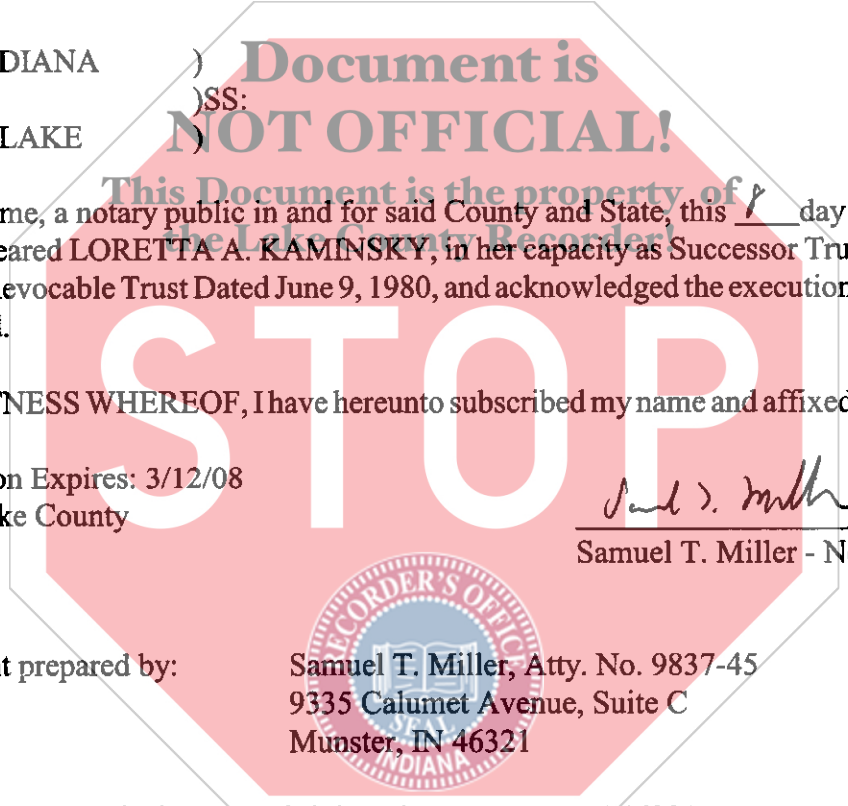 DIANA )
Document is
)SS:
LAKE )
NOT OFFICIAL!
This Document is the property of
the Lake County Recorder!
me, a notary public in and for said County and State, this 8 day
eared LORETTA A. KAMINSKY, in her capacity as Successor Tru
evocable Trust Dated June 9, 1980, and acknowledged the execution
STOP
TNESS WHEREOF, I have hereunto subscribed my name and affixed
on Expires: 3/12/08
ke County
Samuel T. Miller - N
RECORDER'S OFFICE
SEAL
INDIANA
t prepared by: Samuel T. Miller, Atty. No. 9837-45
9335 Calumet Avenue, Suite C
Munster, IN 46321